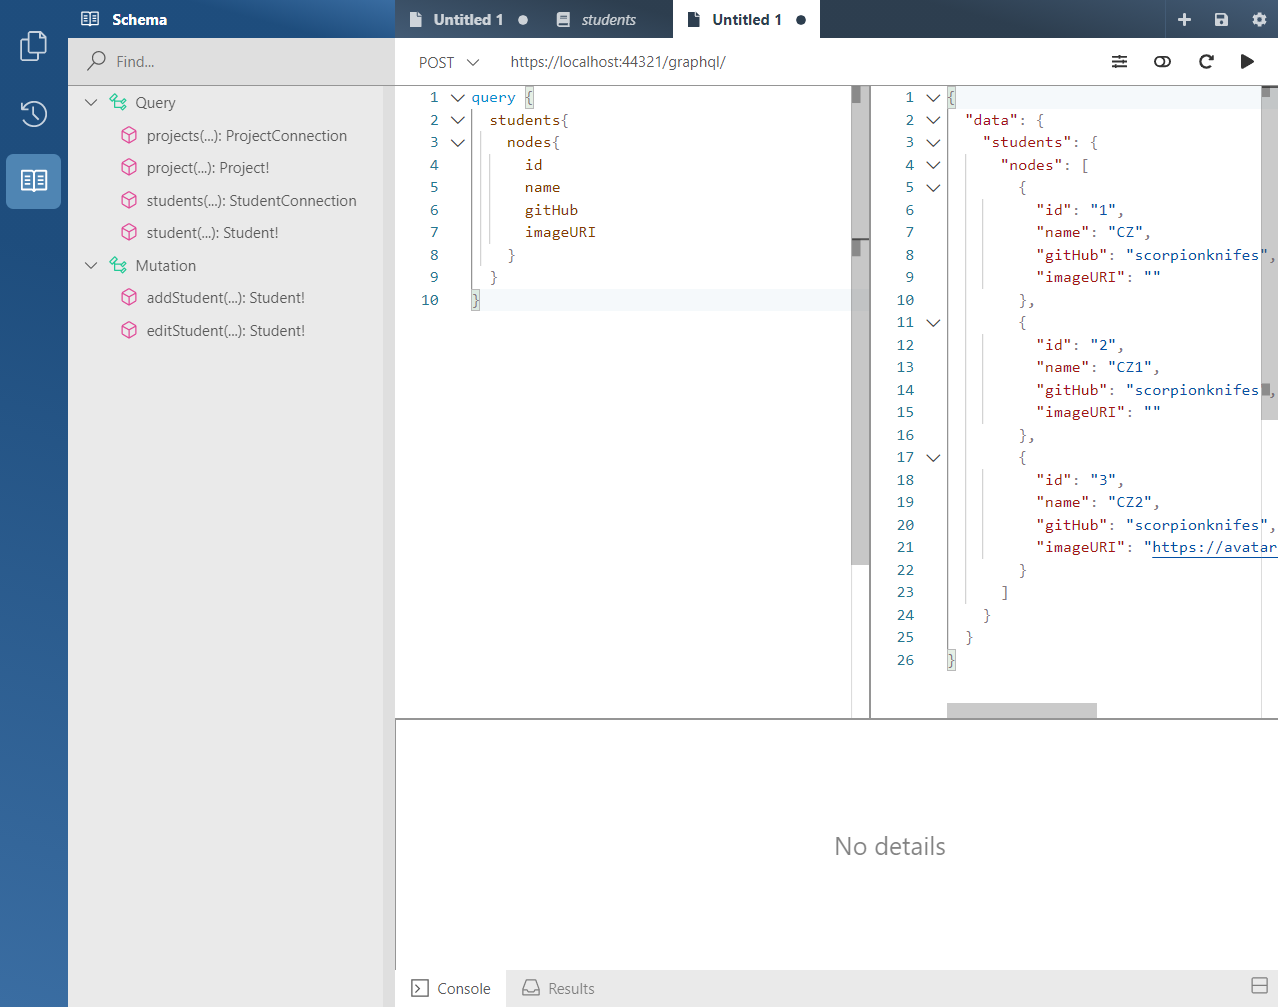 Schema
Untitled 1
students
Untitled 1
Find...
POST
https://localhost:44321/graphql/
Query
projects(...): ProjectConnection
project(...): Project!
students(...): StudentConnection
student(...): Student!
Mutation
addStudent(...): Student!
editStudent(...): Student!
1 query {
2 students{
3 nodes{
4 id
5 name
6 gitHub
7 imageURI
8 }
9 }
10 }
1 {
2 "data": {
3 "students": {
4 "nodes": [
5 {
6 "id": "1",
7 "name": "CZ",
8 "gitHub": "scorpionknifes",
9 "imageURI": ""
10 },
11 {
12 "id": "2",
13 "name": "CZ1",
14 "gitHub": "scorpionknifes",
15 "imageURI": ""
16 },
17 {
18 "id": "3",
19 "name": "CZ2",
20 "gitHub": "scorpionknifes",
21 "imageURI": "https://avatar
22 }
23 ]
24 }
25 }
26 }
No details
Console
Results